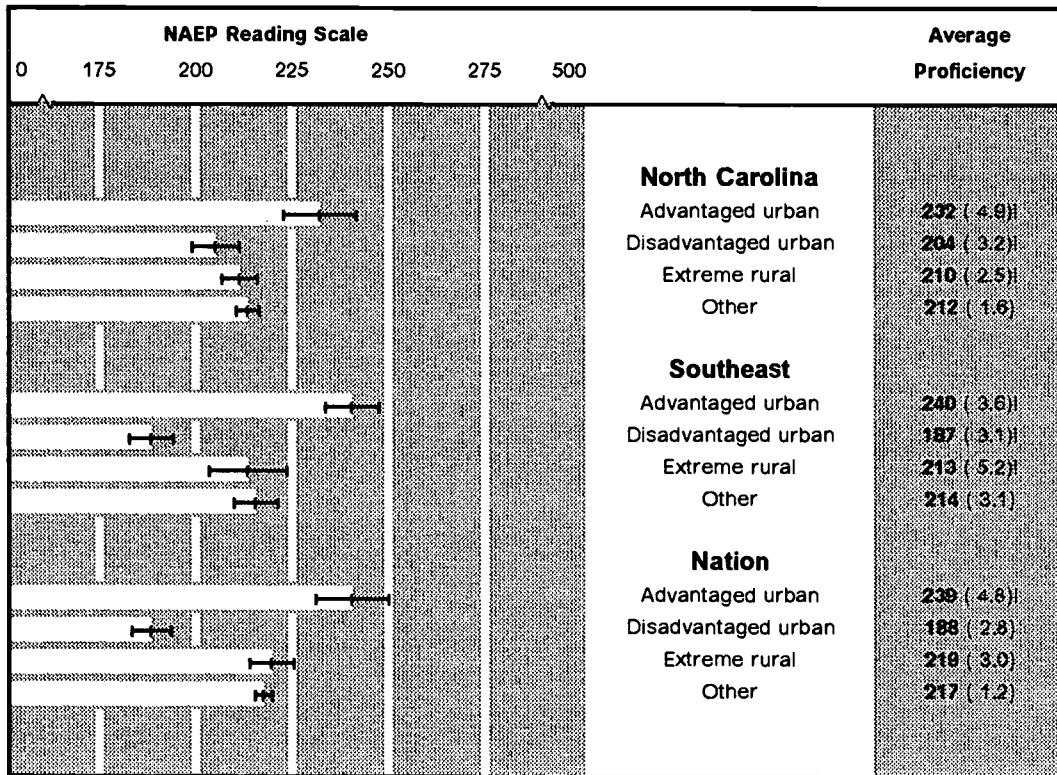 NAEP Reading Scale Average
0 175 200 225 250 275 500 Proficiency
North Carolina
Advantaged urban 232 ( 4.9)!
Disadvantaged urban 204 ( 3.2)!
Extreme rural 210 ( 2.5)!
Other 212 ( 1.6)
Southeast
Advantaged urban 240 ( 3.6)!
Disadvantaged urban 187 ( 3.1)!
Extreme rural 213 ( 5.2)!
Other 214 ( 3.1)
Nation
Advantaged urban 239 ( 4.8)!
Disadvantaged urban 188 ( 2.8)
Extreme rural 219 ( 3.0)
Other 217 ( 1.2)